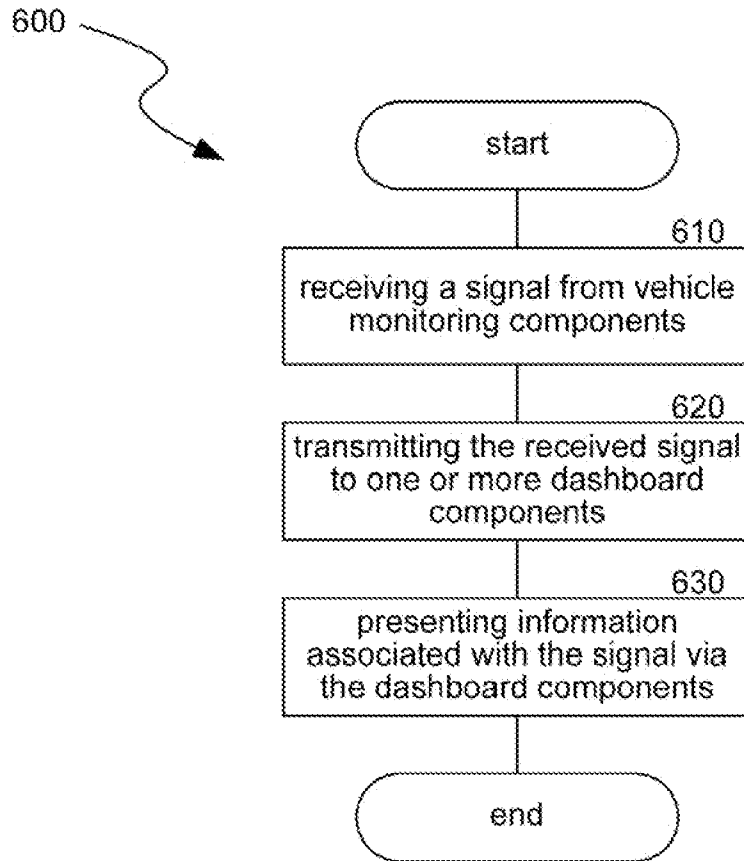 600
start
610
receiving a signal from vehicle
monitoring components
620
transmitting the received signal
to one or more dashboard
components
630
presenting information
associated with the signal via
the dashboard components
end